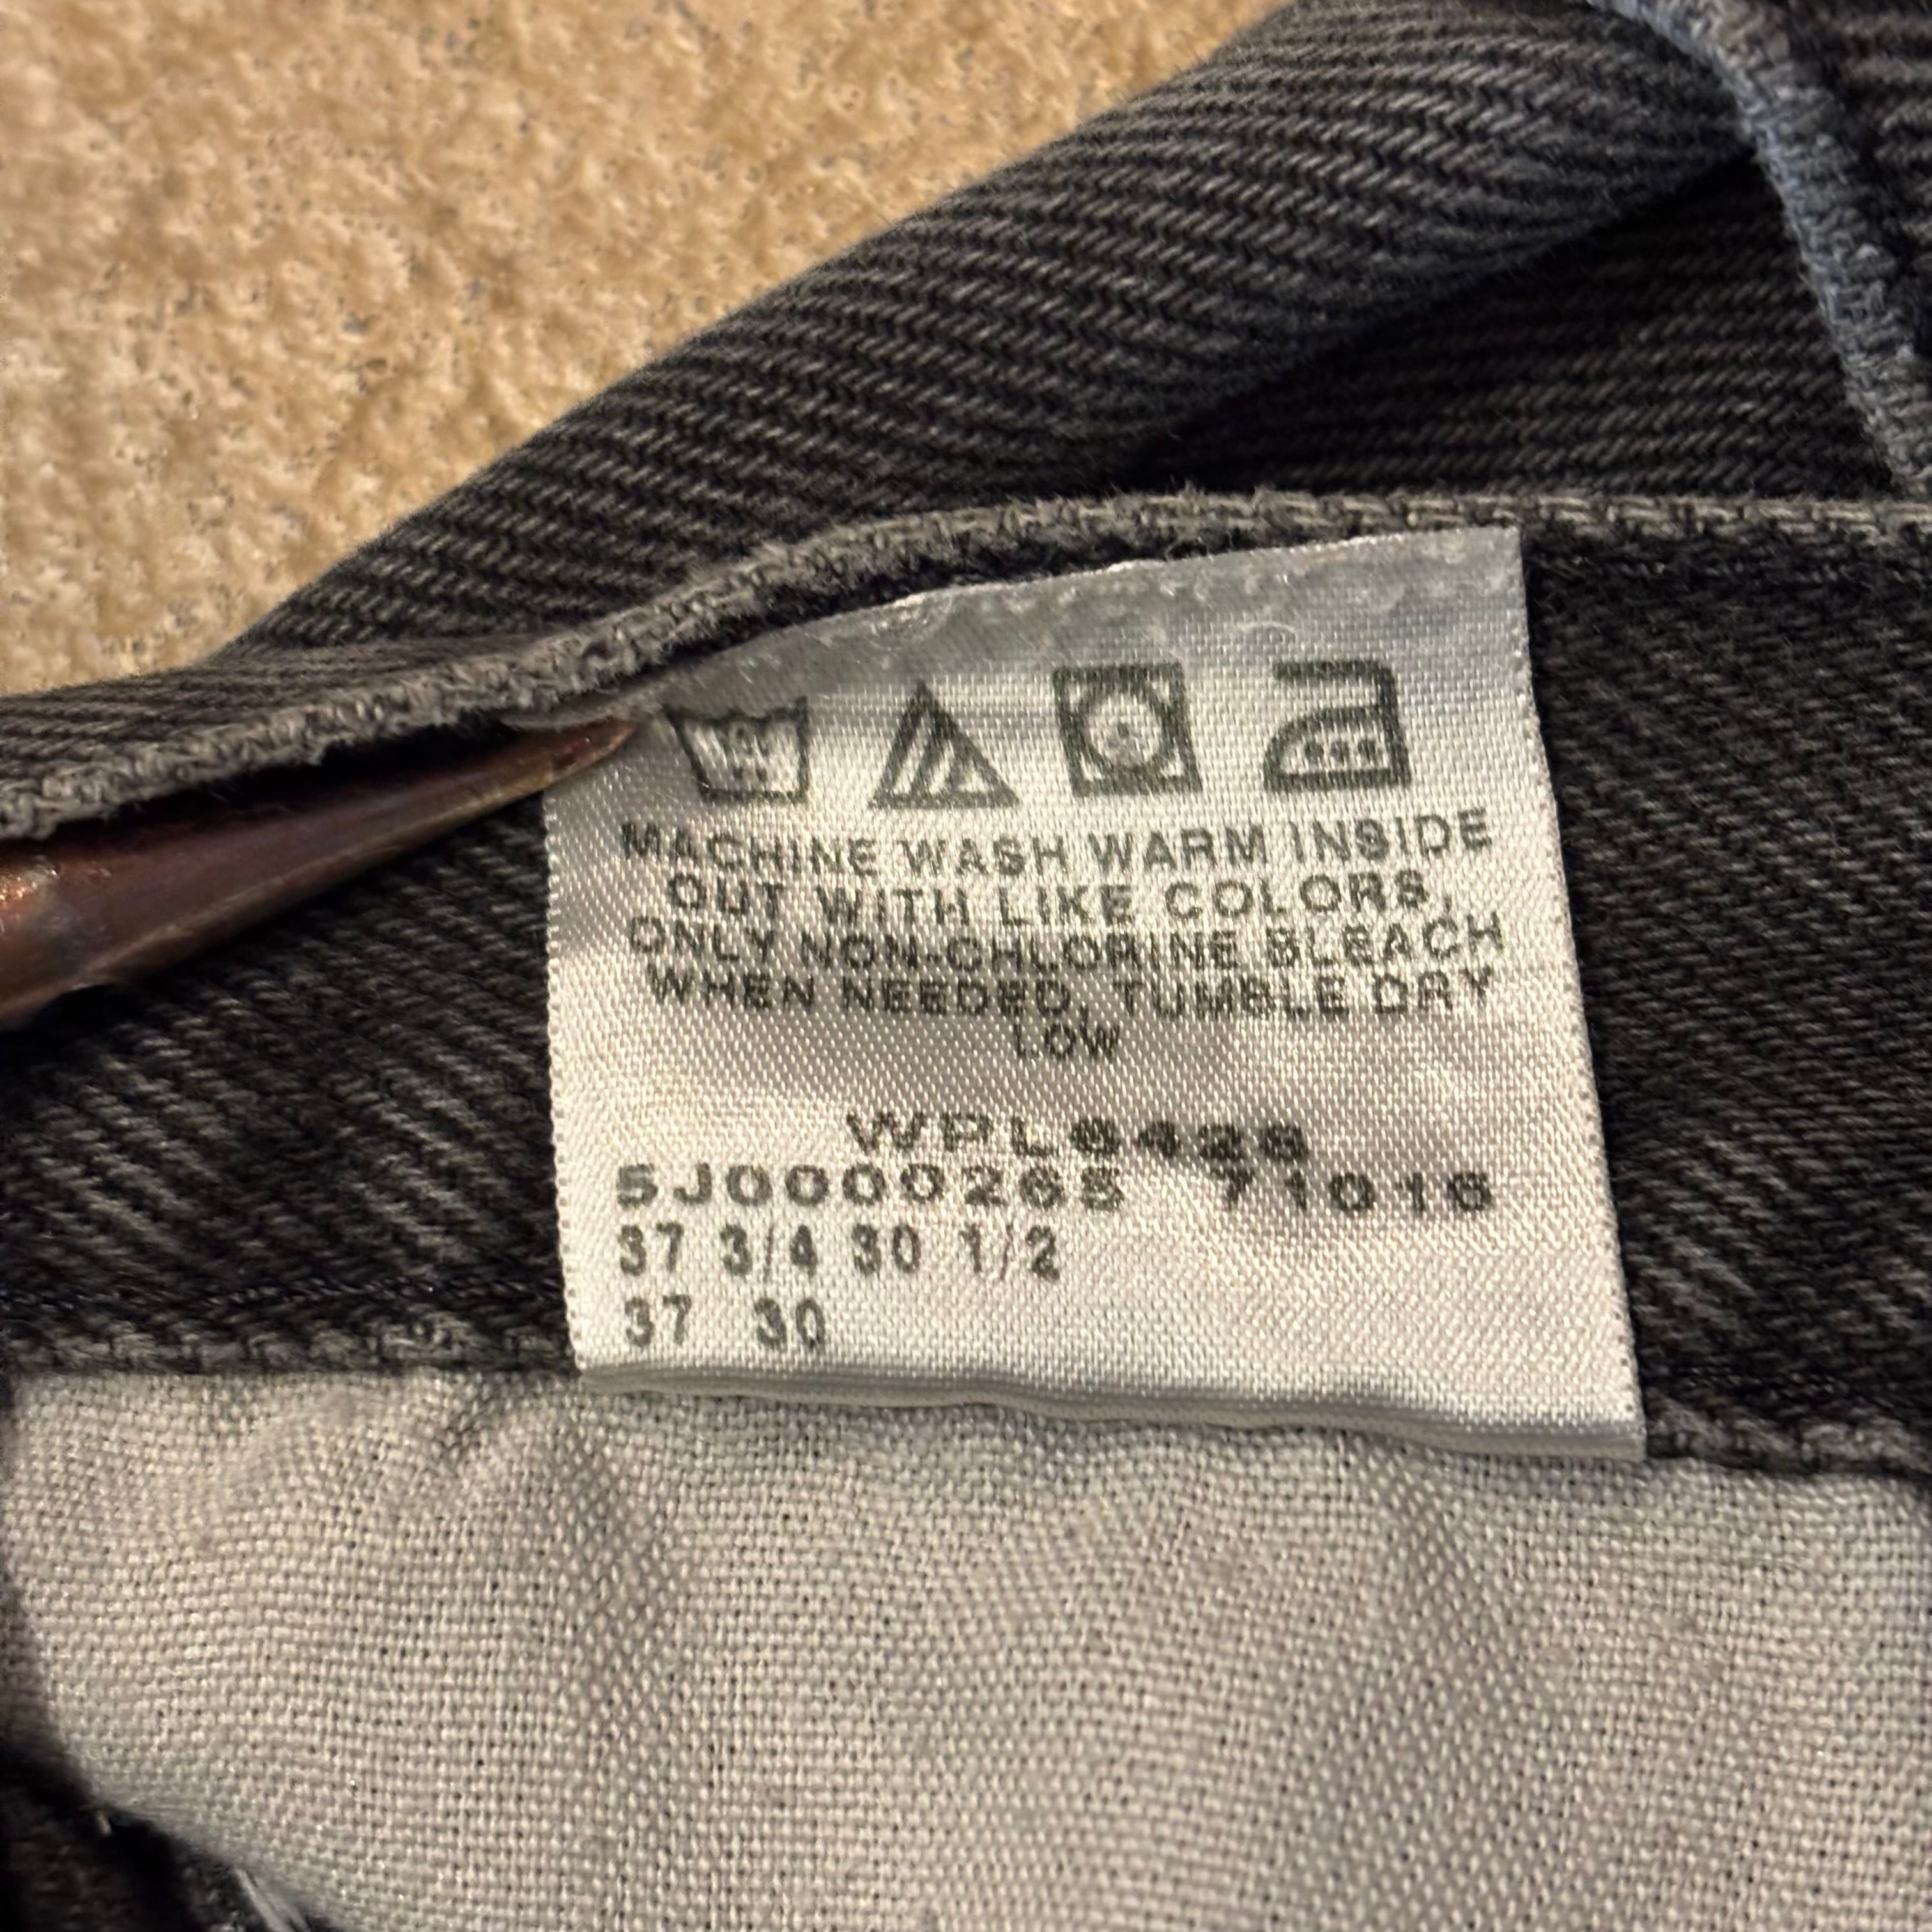 MACHINE WASH WARM INSIDE
OUT WITH LIKE COLORS,
ONLY NON-CHLORINE BLEACH
WHEN NEEDED, TUMBLE DRY
LOW
WPL6426
5J0000265 71016
37 3/4 30 1/2
37 30